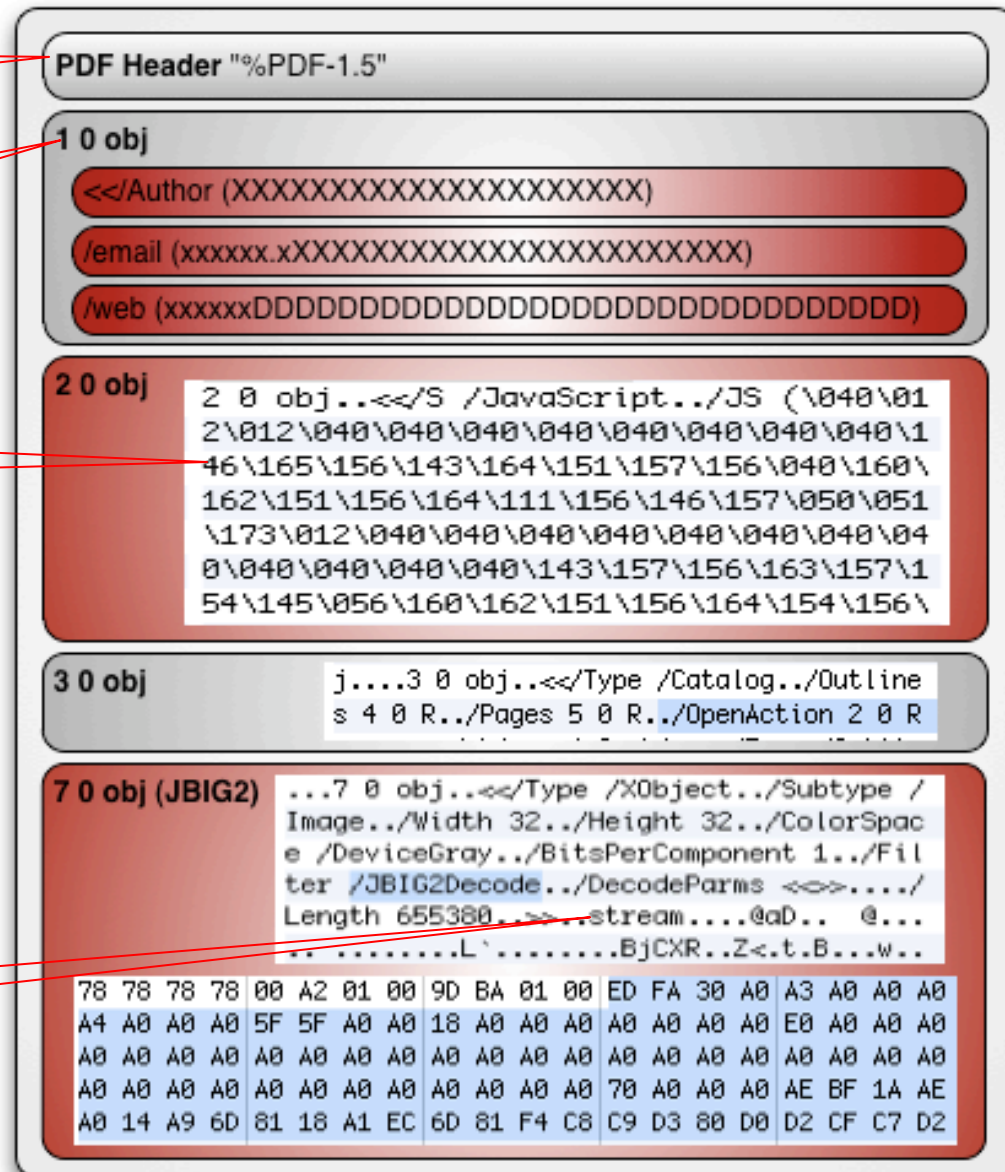 PDF Header "%PDF-1.5"
1 0 obj
<</Author (XXXXXXXXXXXXXXXXXXXXX)
/email (xxxxxx.xXXXXXXXXXXXXXXXXXXXXXXX)
/web (xxxxxxDDDDDDDDDDDDDDDDDDDDDDDDDDDDDDD)
2 0 obj
2 0 obj..<</S /JavaScript../JS (\040\01
2\012\040\040\040\040\040\040\040\040\1
46\165\156\143\164\151\157\156\040\160\
162\151\156\164\111\156\146\157\050\051
\173\012\040\040\040\040\040\040\040\04
0\040\040\040\040\040\143\157\156\163\157\1
54\145\056\160\162\151\156\164\154\156\
3 0 obj
j....3 0 obj..<</Type /Catalog../Outline
s 4 0 R../Pages 5 0 R../OpenAction 2 0 R
7 0 obj (JBIG2)
...7 0 obj..<</Type /XObject../Subtype /
Image../Width 32../Height 32../ColorSpac
e /DeviceGray../BitsPerComponent 1../Fil
ter /JBIG2Decode../DecodeParms <<>>..../
Length 655380..>>..stream....@aD..  @...
.. .........L`........BjCXR..Z<.t.B...w..
78 78 78 78 00 A2 01 00 9D BA 01 00 ED FA 30 A0 A3 A0 A0 A0
A4 A0 A0 A0 5F 5F A0 A0 18 A0 A0 A0 A0 A0 A0 A0 E0 A0 A0 A0
A0 A0 A0 A0 A0 A0 A0 A0 A0 A0 A0 A0 A0 A0 A0 A0 A0 A0 A0 A0
A0 A0 A0 A0 A0 A0 A0 A0 A0 A0 A0 A0 70 A0 A0 A0 AE BF 1A AE
A0 14 A9 6D 81 18 A1 EC 6D 81 F4 C8 C9 D3 80 D0 D2 CF C7 D2